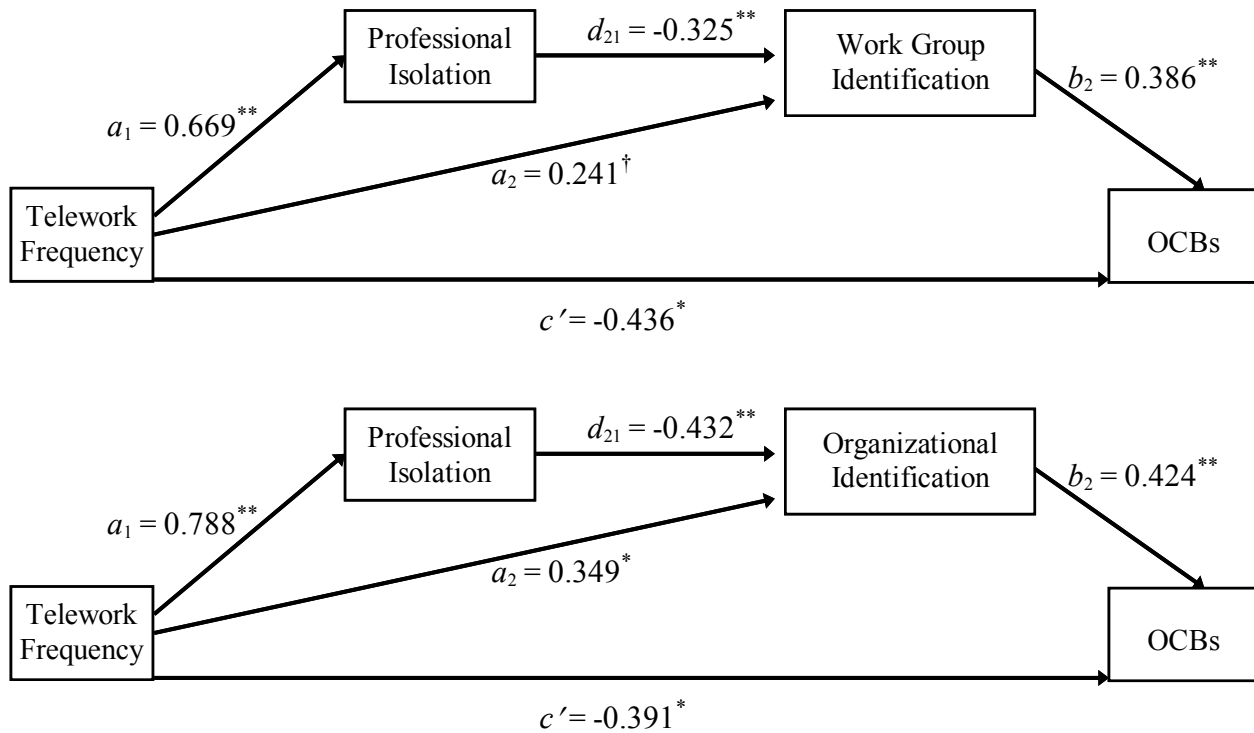 Professional
Isolation
d21 = -0.325**
Work Group
Identification
b2 = 0.386**
a1 = 0.669**
a2 = 0.241†
Telework
Frequency
OCBs
c′= -0.436*
Professional
Isolation
d21 = -0.432**
Organizational
Identification
b2 = 0.424**
a1 = 0.788**
a2 = 0.349*
Telework
Frequency
OCBs
c′= -0.391*